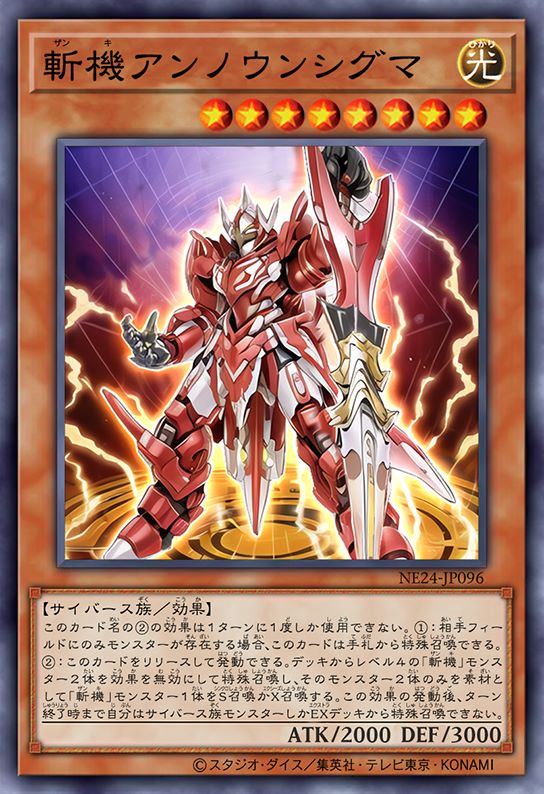 斬機アンノウンシグマ
光
NE24-JP096
【サイバース族／効果】
このカード名の②の効果は1ターンに1度しか使用できない。①：相手フィー
ルドにのみモンスターが存在する場合、このカードは手札から特殊召喚できる。
②：このカードをリリースして発動できる。デッキからレベル4の「斬機」モンス
ター2体を効果を無効にして特殊召喚し、そのモンスター2体のみを素材と
して「斬機」モンスター1体をS召喚かX召喚する。この効果の発動後、ターン
終了時まで自分はサイバース族モンスターしかEXデッキから特殊召喚できない。
ATK/2000 DEF/3000
©スタジオ・ダイス／集英社・テレビ東京・KONAMI